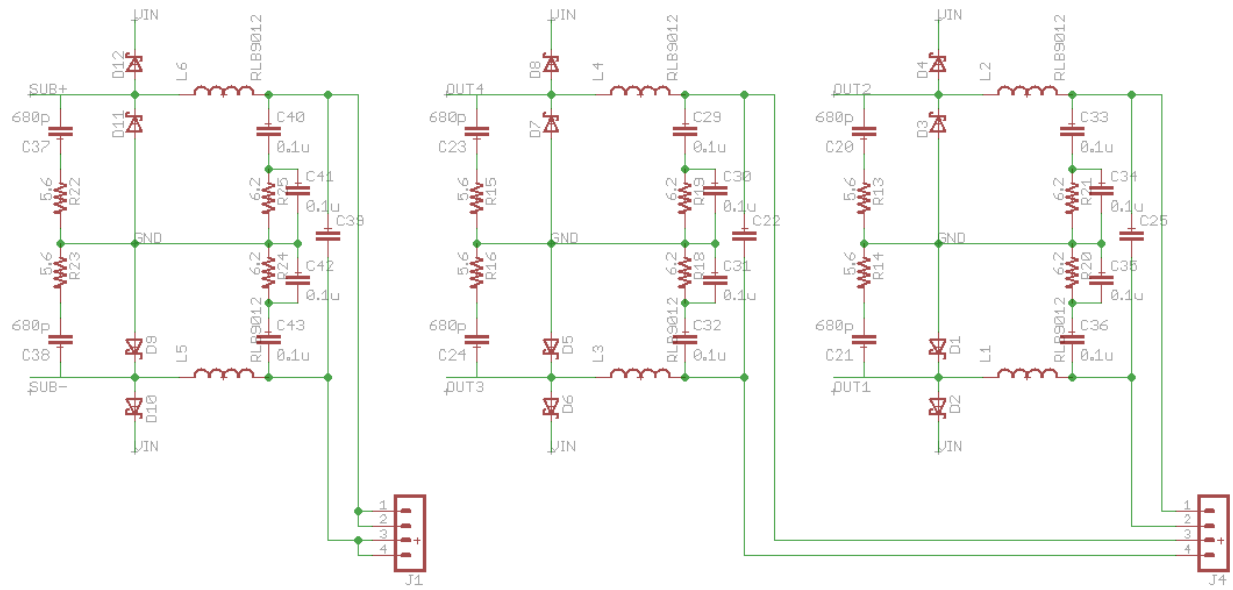 VIN
D12
L6
RLB9012
SUB+
680p
C37
D11
C40
0.1u
5.6
R22
6.2
R25
C41
0.1u
C39
GND
5.6
R23
6.2
R24
C42
0.1u
680p
C38
D9
L5
RLB9012
C43
0.1u
SUB-
D10
VIN
1
2
3
4
+
J1
VIN
D8
L4
RLB9012
OUT4
680p
C23
D7
C29
0.1u
5.6
R15
6.2
R19
C30
0.1u
C22
GND
5.6
R16
6.2
R18
C31
0.1u
680p
C24
D5
L3
RLB9012
C32
0.1u
OUT3
D6
VIN
VIN
D4
L2
RLB9012
OUT2
680p
C20
D3
C33
0.1u
5.6
R13
6.2
R21
C34
0.1u
C25
GND
5.6
R14
6.2
R20
C35
0.1u
680p
C21
D1
L1
RLB9012
C36
0.1u
OUT1
D2
VIN
1
2
3
4
+
J4